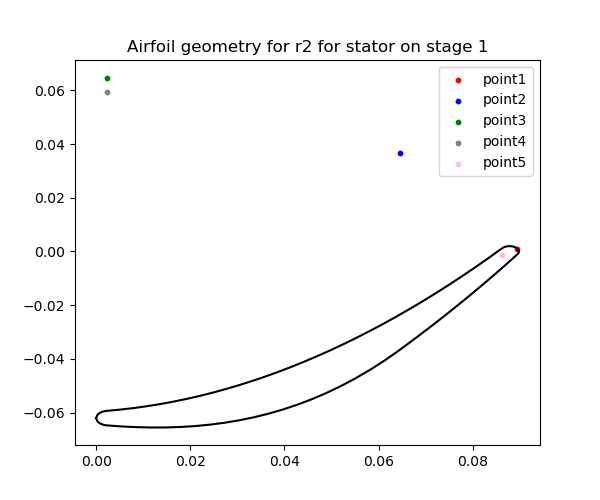 Airfoil geometry for r2 for stator on stage 1
point1
point2
point3
point4
point5
0.06
0.04
0.02
0.00
−0.02
−0.04
−0.06
0.00 0.02 0.04 0.06 0.08